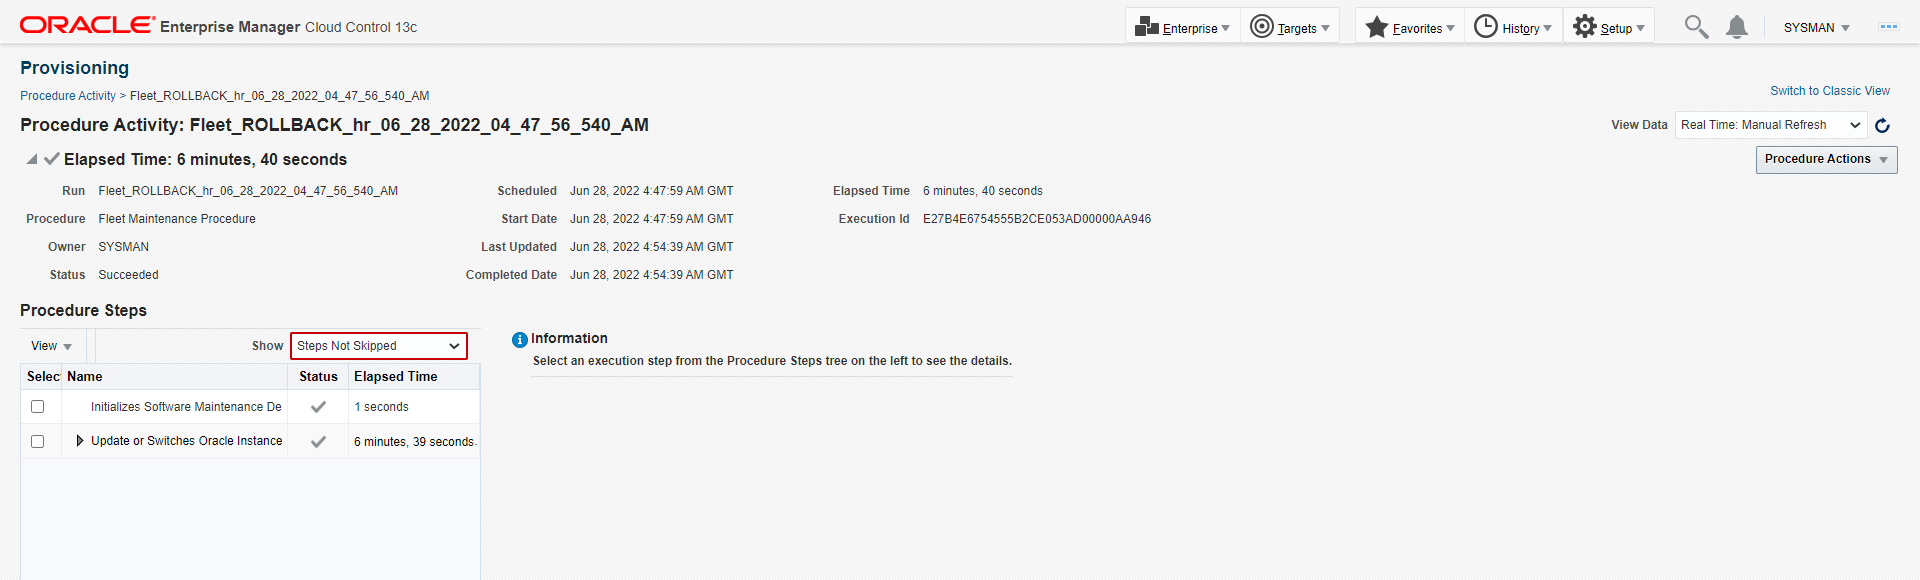 ORACLE Enterprise Manager Cloud Control 13c
Enterprise
Targets
Favorites
History
Setup
SYSMAN
Provisioning
Procedure Activity > Fleet_ROLLBACK_hr_06_28_2022_04_47_56_540_AM
Switch to Classic View
Procedure Activity: Fleet_ROLLBACK_hr_06_28_2022_04_47_56_540_AM
View Data Real Time: Manual Refresh
Elapsed Time: 6 minutes, 40 seconds
Procedure Actions
Run Fleet_ROLLBACK_hr_06_28_2022_04_47_56_540_AM
Procedure Fleet Maintenance Procedure
Owner SYSMAN
Status Succeeded
Scheduled Jun 28, 2022 4:47:59 AM GMT
Start Date Jun 28, 2022 4:47:59 AM GMT
Last Updated Jun 28, 2022 4:54:39 AM GMT
Completed Date Jun 28, 2022 4:54:39 AM GMT
Elapsed Time 6 minutes, 40 seconds
Execution Id E27B4E6754555B2CE053AD00000AA946
Procedure Steps
View Show Steps Not Skipped
Selec Name Status Elapsed Time
Initializes Software Maintenance De 1 seconds
Update or Switches Oracle Instance 6 minutes, 39 seconds.
Information
Select an execution step from the Procedure Steps tree on the left to see the details.